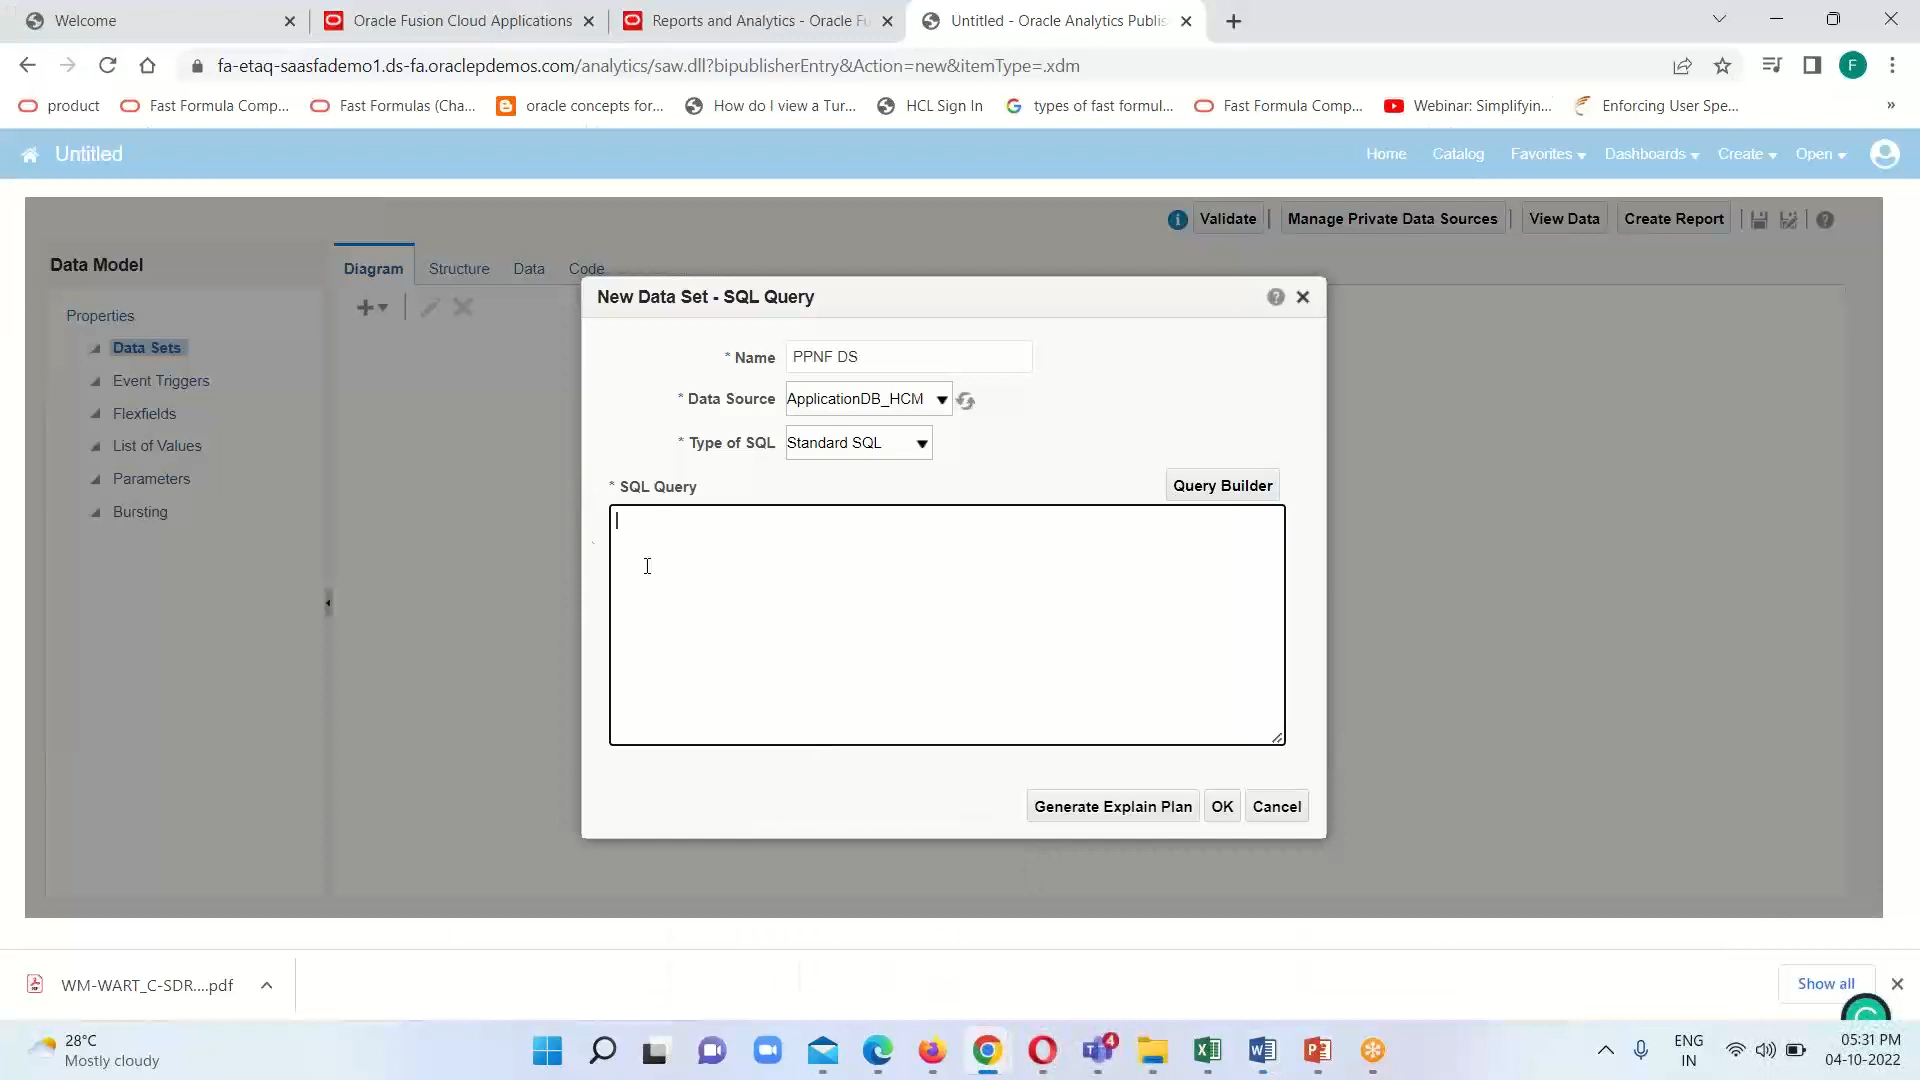 Welcome
Oracle Fusion Cloud Applications
Reports and Analytics - Oracle Fu
Untitled - Oracle Analytics Publis
fa-etaq-saasfademo1.ds-fa.oraclepdemos.com/analytics/saw.dll?bipublisherEntry&Action=new&itemType=.xdm
F
product
Fast Formula Comp...
Fast Formulas (Cha...
oracle concepts for...
How do I view a Tur...
HCL Sign In
types of fast formul...
Fast Formula Comp...
Webinar: Simplifyin...
Enforcing User Spe...
»
Untitled
Home
Catalog
Favorites
Dashboards
Create
Open
Validate
Manage Private Data Sources
View Data
Create Report
Data Model
Diagram
Structure
Data
Code
Properties
Data Sets
Event Triggers
Flexfields
List of Values
Parameters
Bursting
New Data Set - SQL Query
* Name
PPNF DS
* Data Source
ApplicationDB_HCM
* Type of SQL
Standard SQL
* SQL Query
Query Builder
Generate Explain Plan
OK
Cancel
WM-WART_C-SDR....pdf
Show all
28°C
Mostly cloudy
4
ENG
IN
05:31 PM
04-10-2022